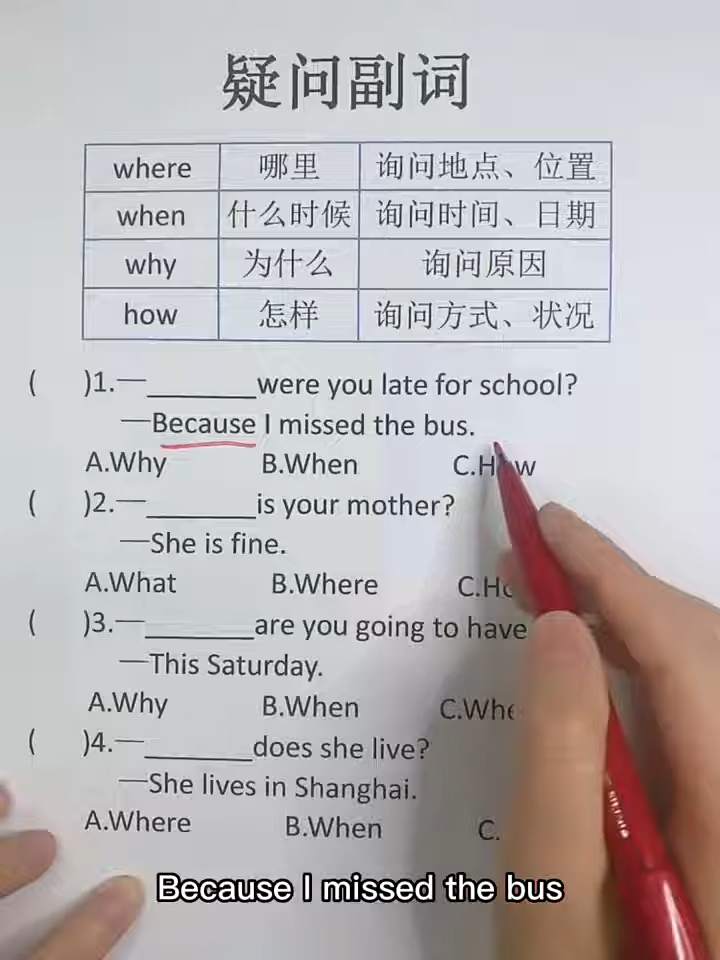 疑问副词
where 哪里 询问地点、位置
when 什么时候 询问时间、日期
why 为什么 询问原因
how 怎样 询问方式、状况
( )1.—________were you late for school?
—Because I missed the bus.
A.Why B.When C.How
( )2.—________is your mother?
—She is fine.
A.What B.Where C.
( )3.—________are you going to have
—This Saturday.
A.Why B.When C.
( )4.—________does she live?
—She lives in Shanghai.
A.Where B.When C.
Because I missed the bus